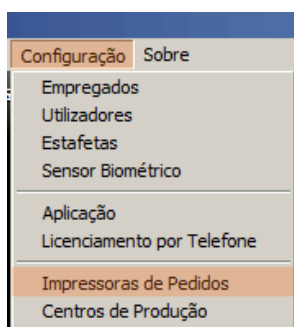 Configuração Sobre
Empregados
Utilizadores
Estafetas
Sensor Biométrico
Aplicação
Licenciamento por Telefone
Impressoras de Pedidos
Centros de Produção